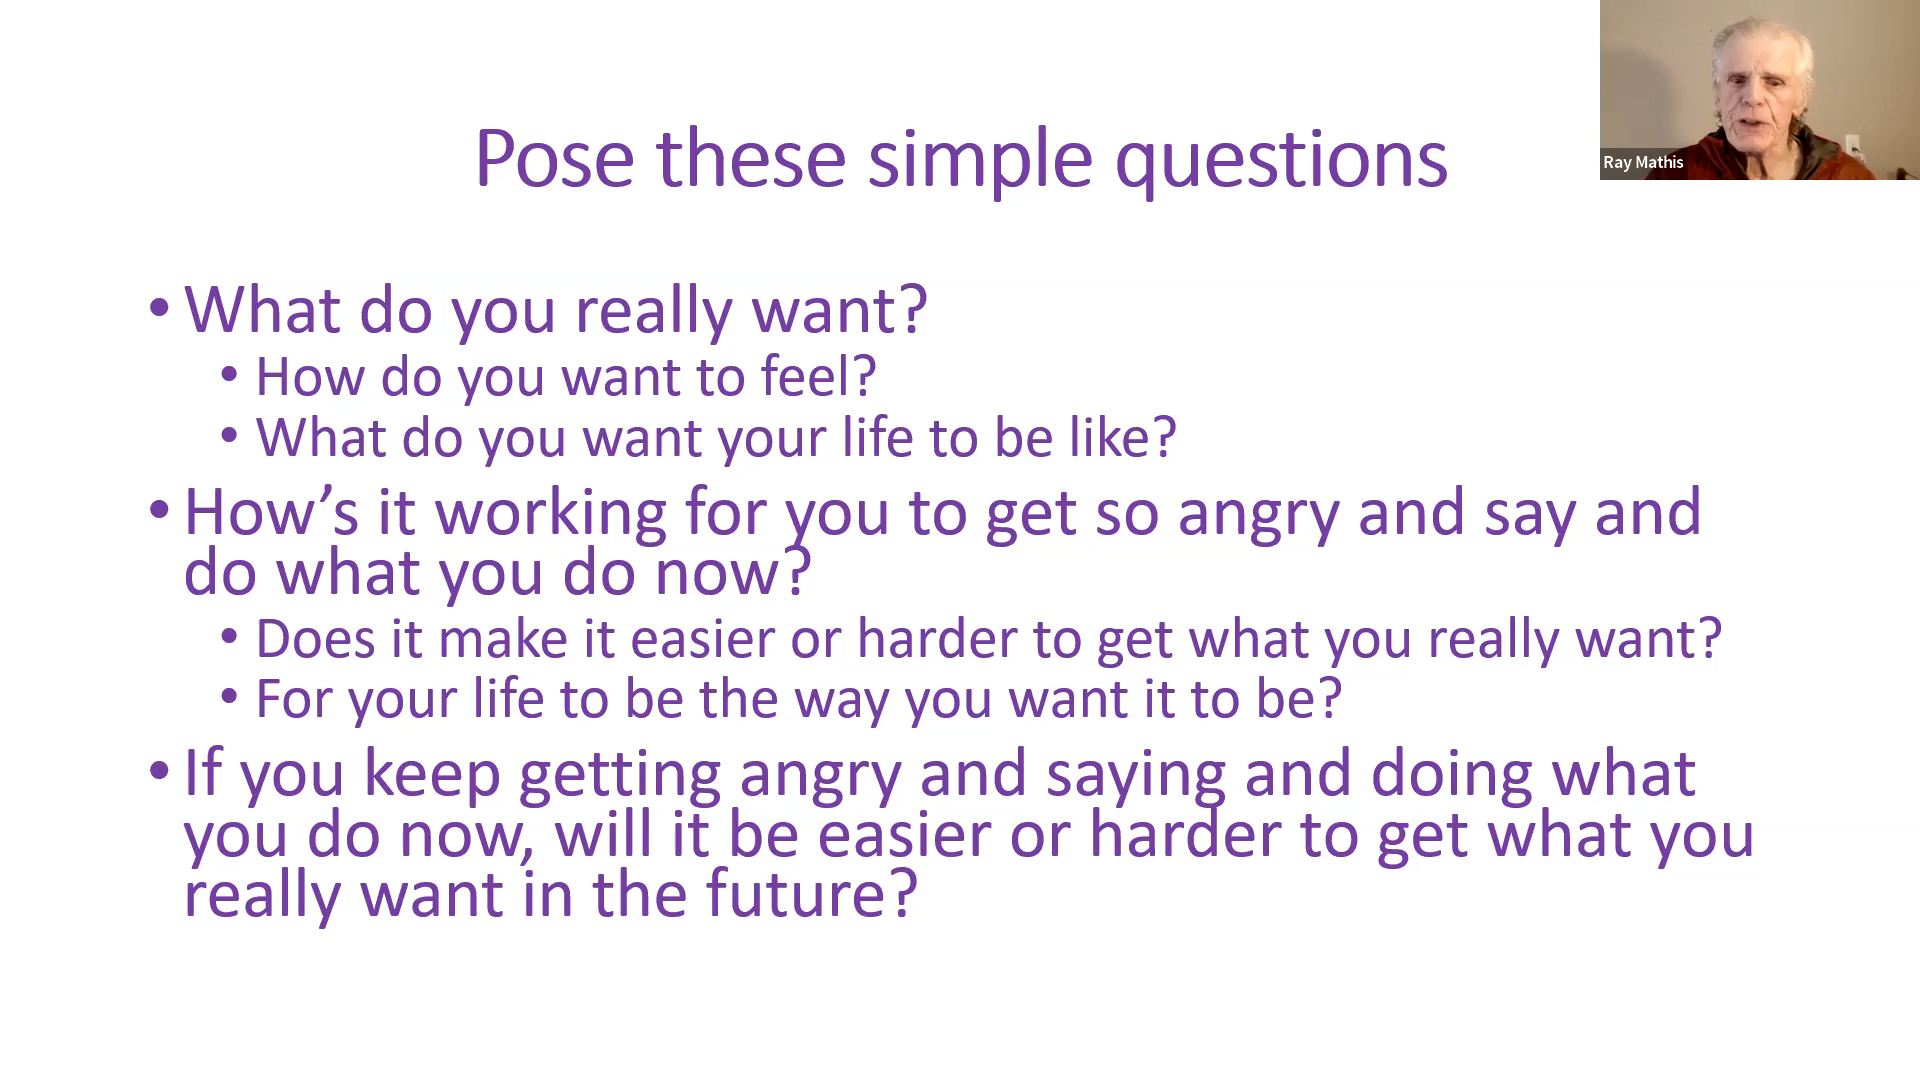 Pose these simple questions
Ray Mathis
• What do you really want?
• How do you want to feel?
• What do you want your life to be like?
• How’s it working for you to get so angry and say and
do what you do now?
• Does it make it easier or harder to get what you really want?
• For your life to be the way you want it to be?
• If you keep getting angry and saying and doing what
you do now, will it be easier or harder to get what you
really want in the future?